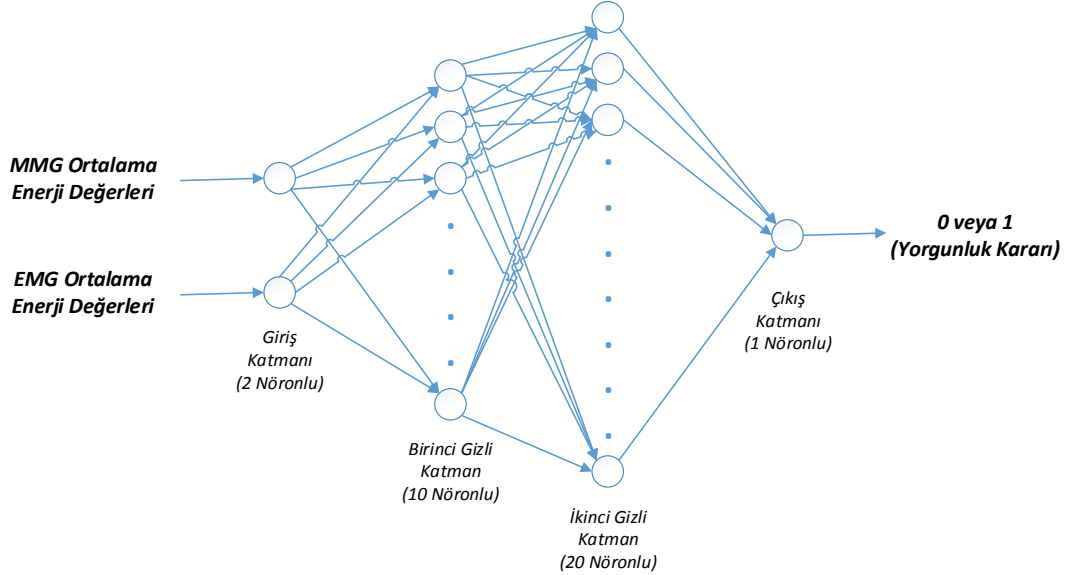 MMG Ortalama
Enerji Değerleri
EMG Ortalama
Enerji Değerleri
Giriş
Katmanı
(2 Nöronlu)
Birinci Gizli
Katman
(10 Nöronlu)
İkinci Gizli
Katman
(20 Nöronlu)
Çıkış
Katmanı
(1 Nöronlu)
0 veya 1
(Yorgunluk Kararı)